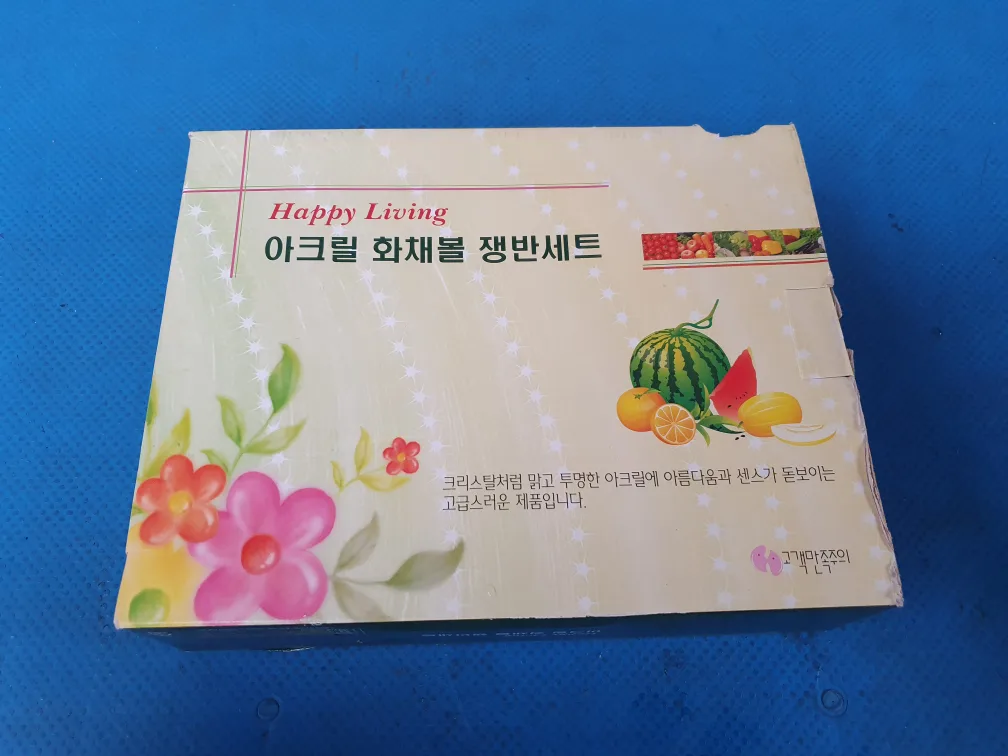 Happy Living
아크릴 화채볼 쟁반세트
크리스탈처럼 맑고 투명한 아크릴에 아름다움과 센스가 돋보이는
고급스러운 제품입니다.
고객만족주의